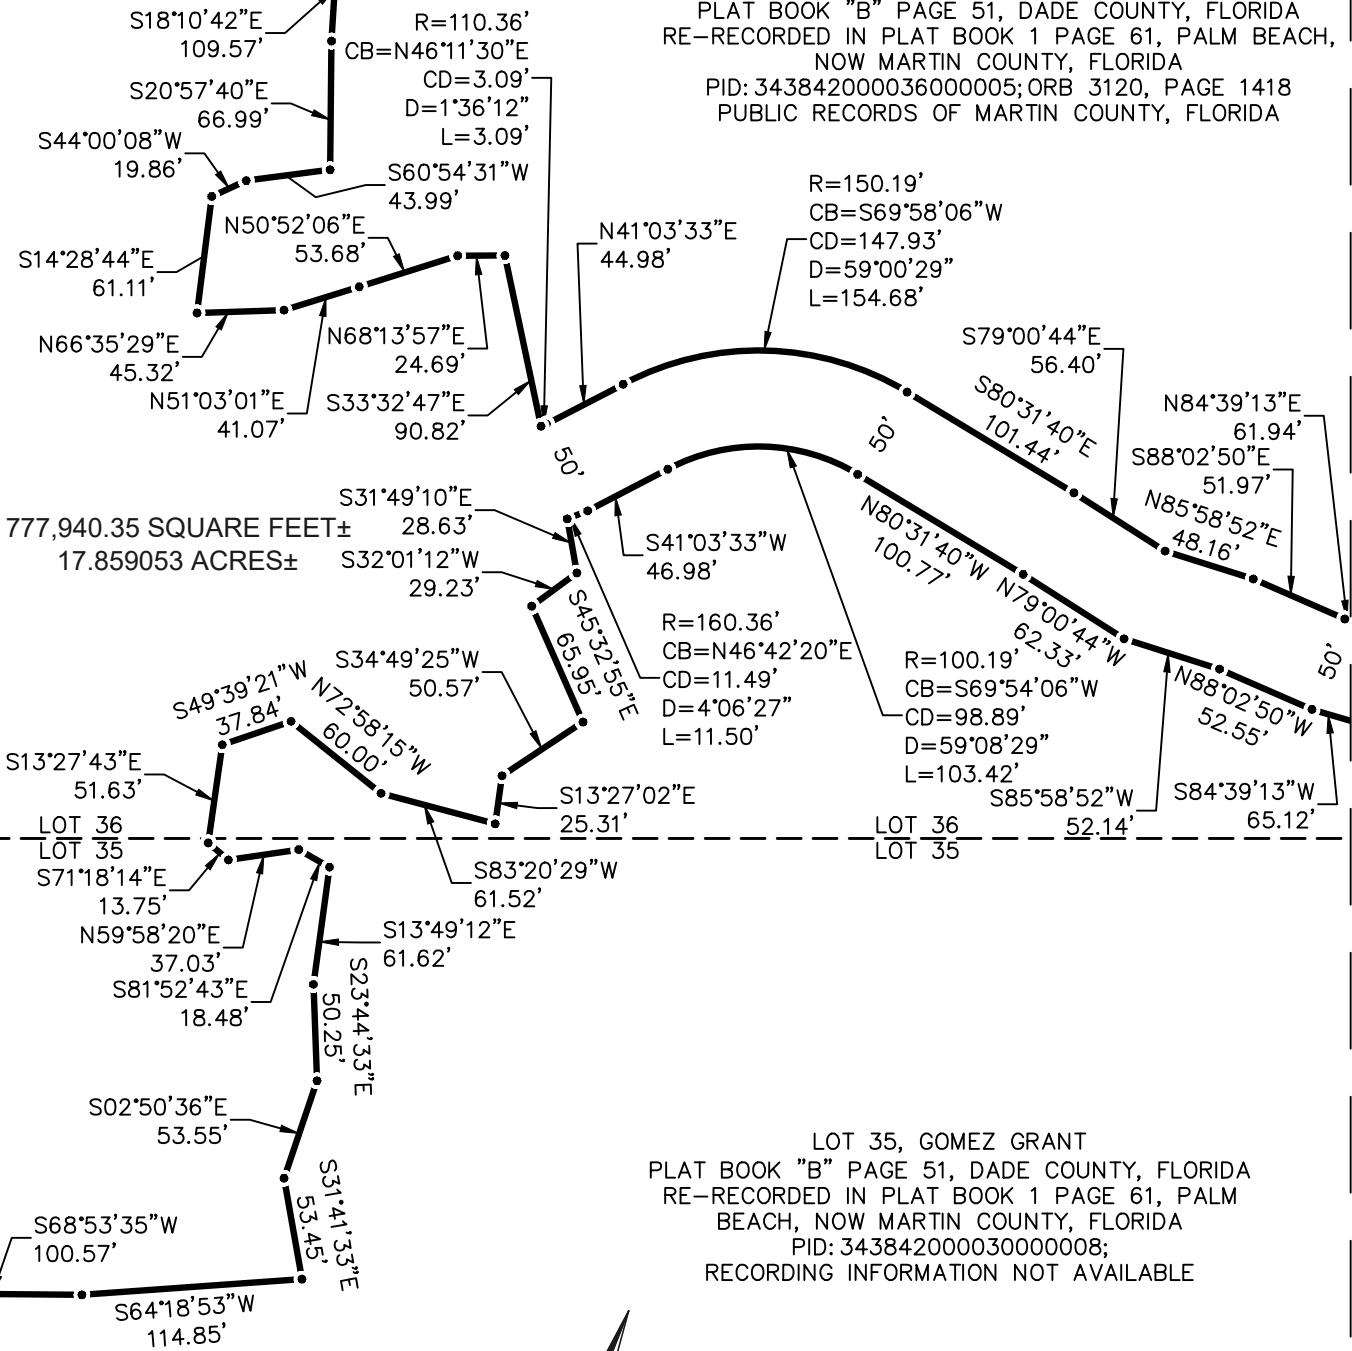 S18°10'42"E
109.57'
R=110.36'
CB=N46°11'30"E
CD=3.09'
D=1°36'12"
L=3.09'
PLAT BOOK "B" PAGE 51, DADE COUNTY, FLORIDA
RE-RECORDED IN PLAT BOOK 1 PAGE 61, PALM BEACH,
NOW MARTIN COUNTY, FLORIDA
PID: 343842000036000005; ORB 3120, PAGE 1418
PUBLIC RECORDS OF MARTIN COUNTY, FLORIDA
S20°57'40"E
66.99'
S44°00'08"W
19.86'
S60°54'31"W
43.99'
R=150.19'
CB=S69°58'06"W
CD=147.93'
D=59°00'29"
L=154.68'
N50°52'06"E
53.68'
N41°03'33"E
44.98'
S14°28'44"E
61.11'
N66°35'29"E
45.32'
N68°13'57"E
24.69'
N51°03'01"E
41.07'
S33°32'47"E
90.82'
S79°00'44"E
56.40'
S80°31'40"E
101.44'
N84°39'13"E
61.94'
S88°02'50"E
51.97'
N85°58'52"E
48.16'
50'
50'
S31°49'10"E
28.63'
777,940.35 SQUARE FEET±
17.859053 ACRES±
S32°01'12"W
29.23'
S41°03'33"W
46.98'
N80°31'40"W
100.77'
N79°00'44"W
62.33'
S45°32'55"E
65.95'
R=160.36'
CB=N46°42'20"E
CD=11.49'
D=4°06'27"
L=11.50'
R=100.19'
CB=S69°54'06"W
CD=98.89'
D=59°08'29"
L=103.42'
50'
S34°49'25"W
50.57'
S49°39'21"W
37.84'
N72°58'15"W
60.00'
N88°02'50"W
52.55'
S13°27'43"E
51.63'
S13°27'02"E
25.31'
S85°58'52"W
52.14'
S84°39'13"W
65.12'
LOT 36
LOT 35
LOT 36
LOT 35
S71°18'14"E
13.75'
S83°20'29"W
61.52'
N59°58'20"E
37.03'
S13°49'12"E
61.62'
S81°52'43"E
18.48'
S23°44'33"E
50.25'
S02°50'36"E
53.55'
S31°41'33"E
53.45'
LOT 35, GOMEZ GRANT
PLAT BOOK "B" PAGE 51, DADE COUNTY, FLORIDA
RE-RECORDED IN PLAT BOOK 1 PAGE 61, PALM
BEACH, NOW MARTIN COUNTY, FLORIDA
PID: 343842000030000008;
RECORDING INFORMATION NOT AVAILABLE
S68°53'35"W
100.57'
S64°18'53"W
114.85'